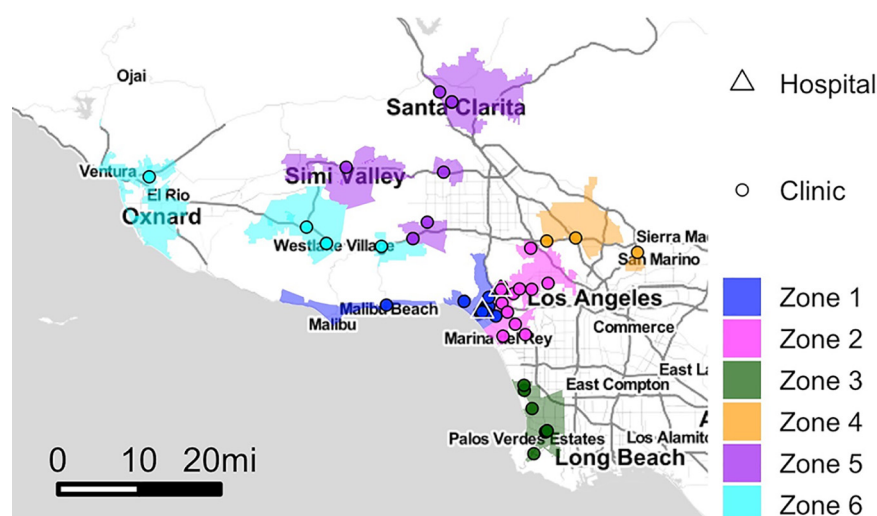 Ojai
Santa Clarita
Ventura
Simi Valley
El Rio
Oxnard
Westlake Village
Sierra Ma
San Marino
Malibu Beach
Los Angeles
Malibu
Marina del Rey
Commerce
East La
East Compton
Palos Verdes Estates
Los Alamito
Long Beach
A
0 10 20mi
Hospital
Clinic
Zone 1
Zone 2
Zone 3
Zone 4
Zone 5
Zone 6